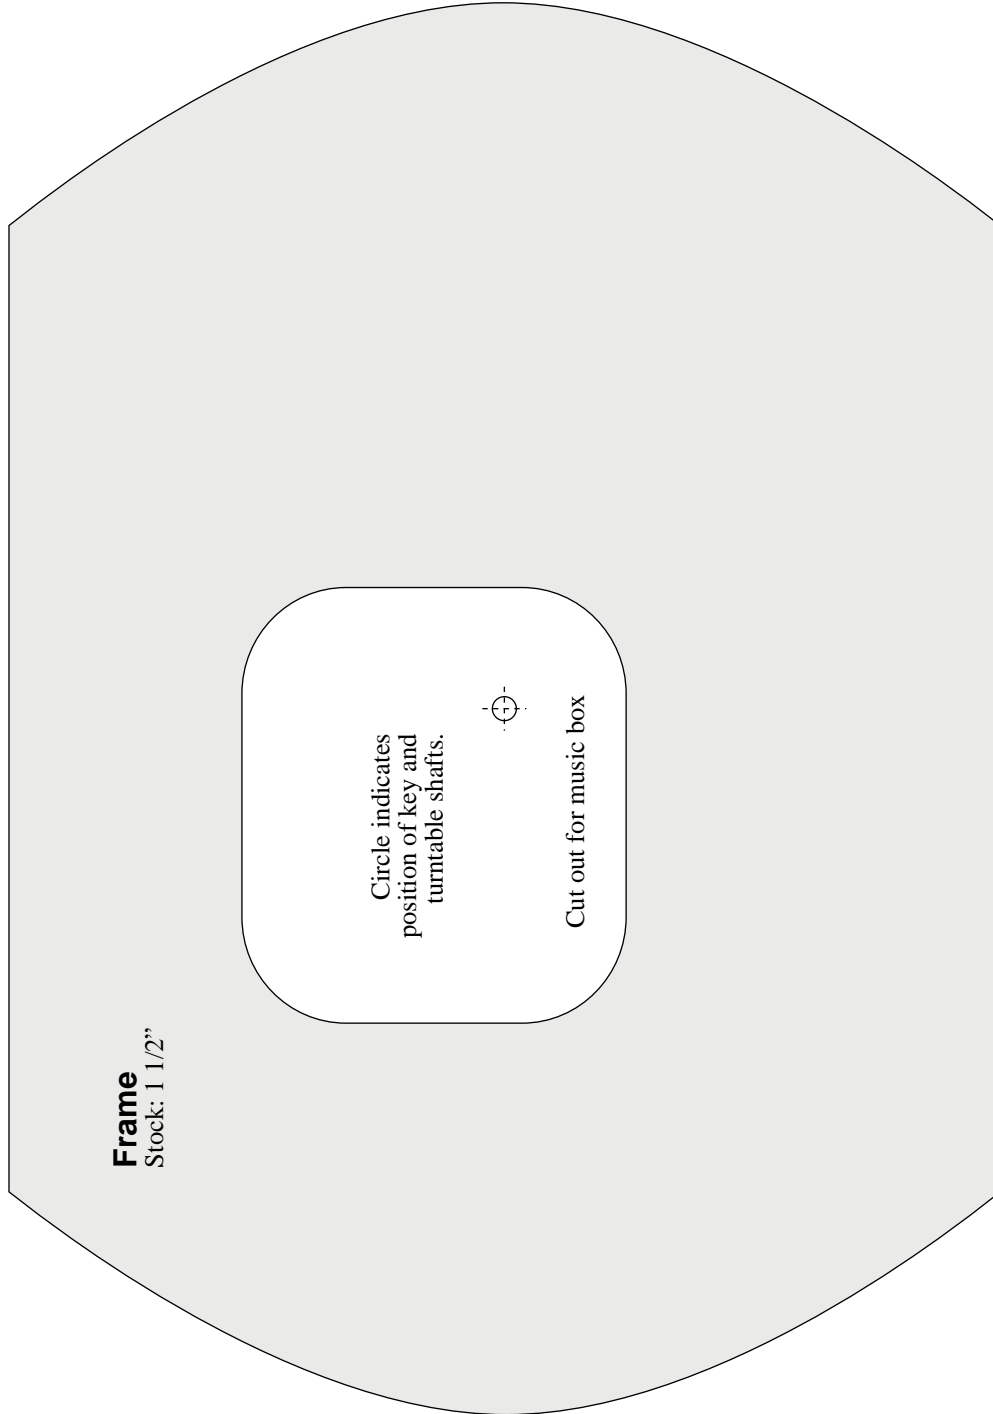 Frame
Stock: 1 1/2”
Circle indicates
position of key and
turntable shafts.
Cut out for music box